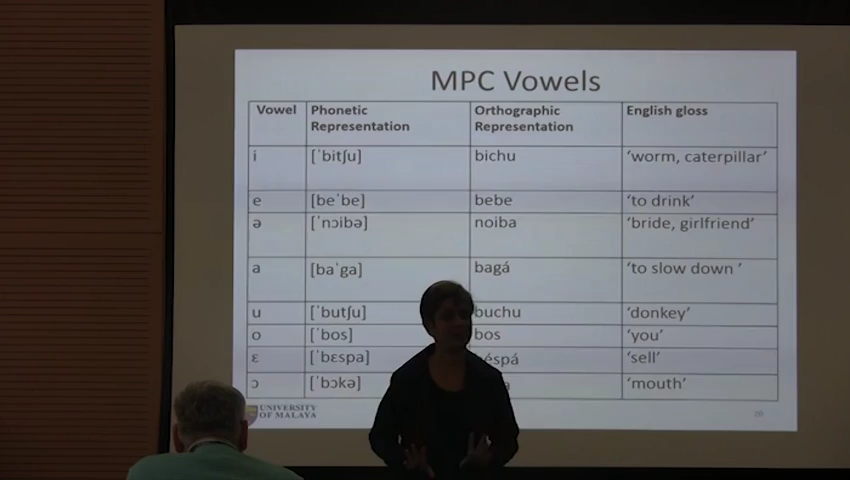 MPC Vowels
Vowel Phonetic Representation Orthographic Representation English gloss
i [ˈbitʃu] bichu ‘worm, caterpillar’
e [beˈbe] bebe ‘to drink’
ə [ˈnɔibə] noiba ‘bride, girlfriend’
a [baˈga] bagá ‘to slow down ’
u [ˈbutʃu] buchu ‘donkey’
o [ˈbos] bos ‘you’
ɛ [ˈbɛspa] ‘sell’
ɔ [ˈbɔkə] ‘mouth’
UNIVERSITY
OF MALAYA